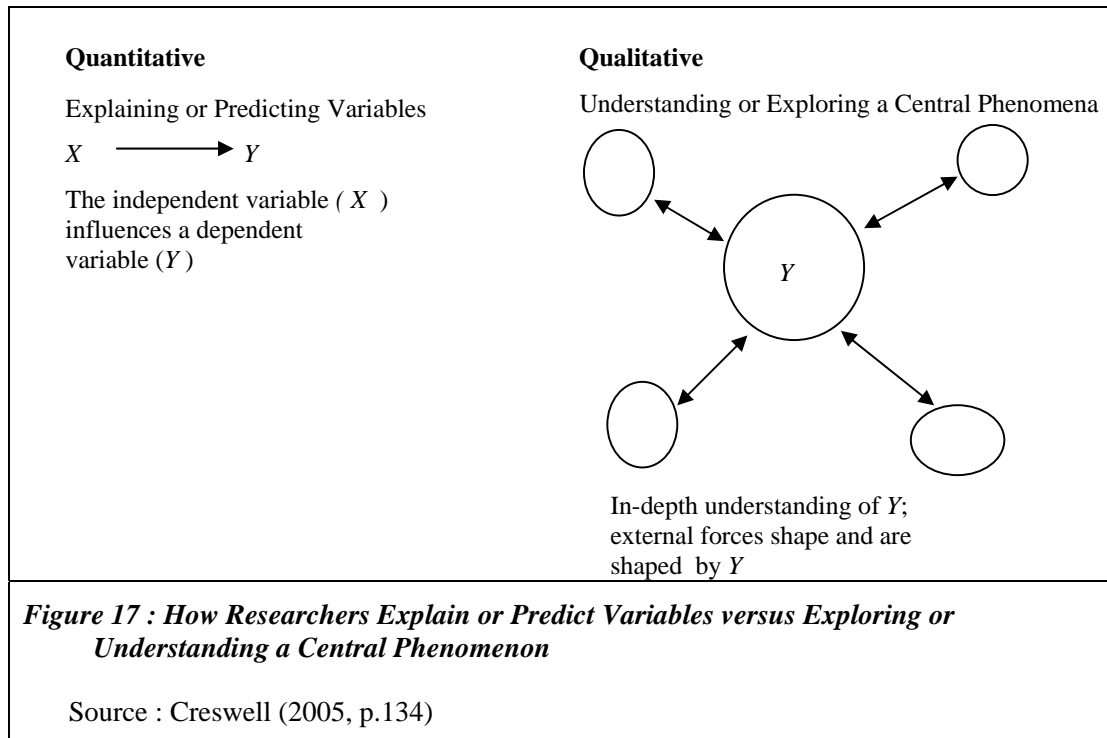 Quantitative
Explaining or Predicting Variables
X Y
The independent variable ( X )
influences a dependent
variable (Y )
Qualitative
Understanding or Exploring a Central Phenomena
Y
In-depth understanding of Y;
external forces shape and are
shaped by Y
Figure 17 : How Researchers Explain or Predict Variables versus Exploring or
Understanding a Central Phenomenon
Source : Creswell (2005, p.134)